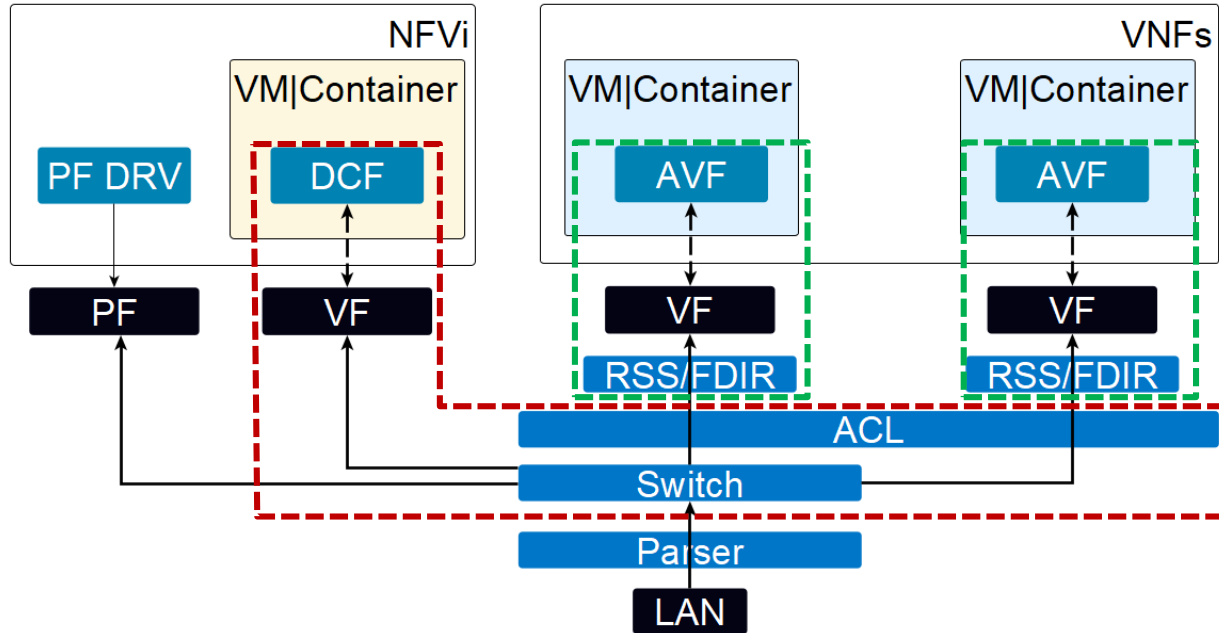 NFVi
VNFs
VM|Container
VM|Container
VM|Container
PF DRV
DCF
AVF
AVF
PF
VF
VF
VF
RSS/FDIR
RSS/FDIR
ACL
Switch
Parser
LAN